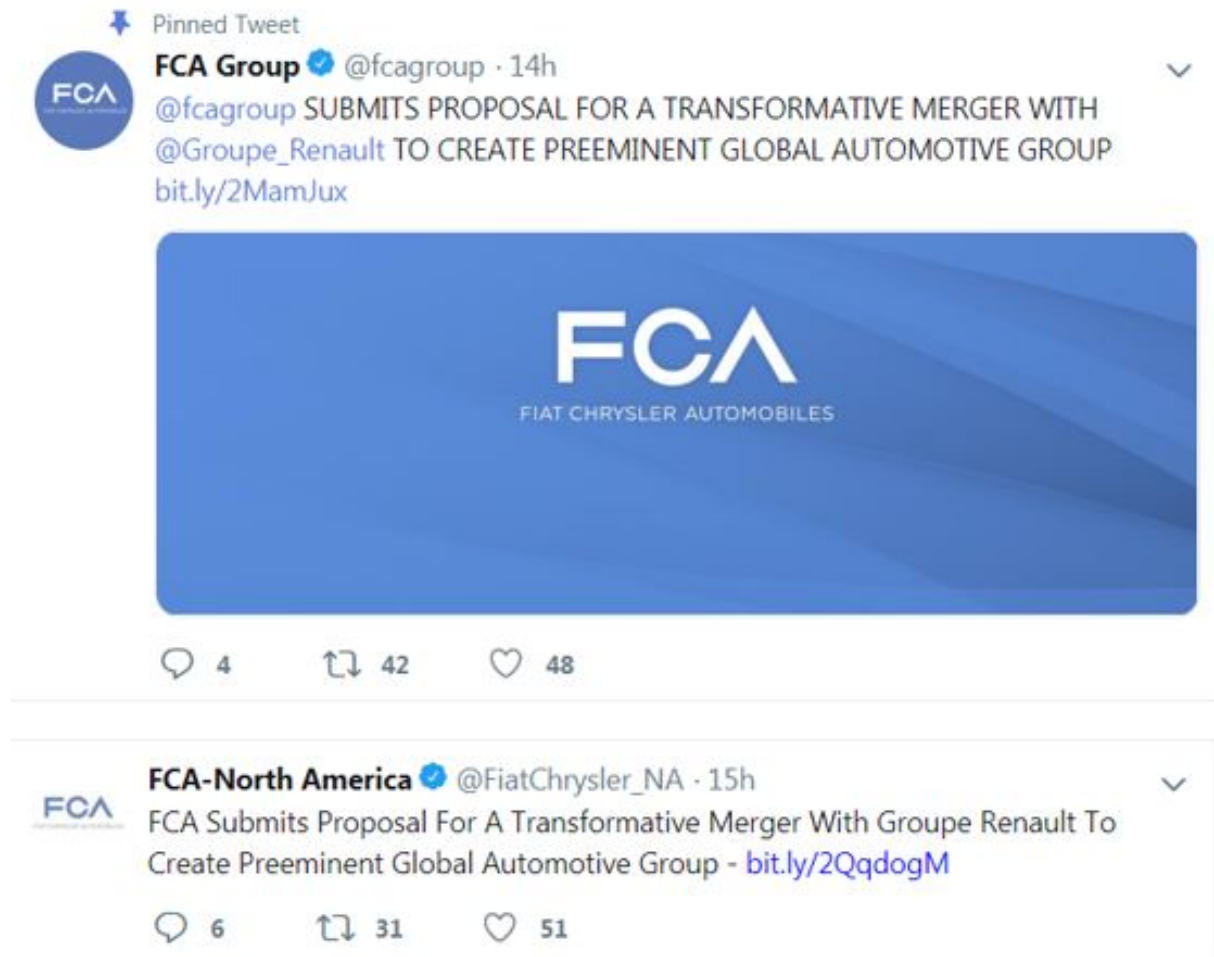 Pinned Tweet
FCA Group @fcagroup · 14h
FCA
@fcagroup SUBMITS PROPOSAL FOR A TRANSFORMATIVE MERGER WITH
@Groupe_Renault TO CREATE PREEMINENT GLOBAL AUTOMOTIVE GROUP
bit.ly/2MamJux
FCA
FIAT CHRYSLER AUTOMOBILES
4 42 48
FCA-North America @FiatChrysler_NA · 15h
FCA
FCA Submits Proposal For A Transformative Merger With Groupe Renault To
Create Preeminent Global Automotive Group - bit.ly/2QqdogM
6 31 51